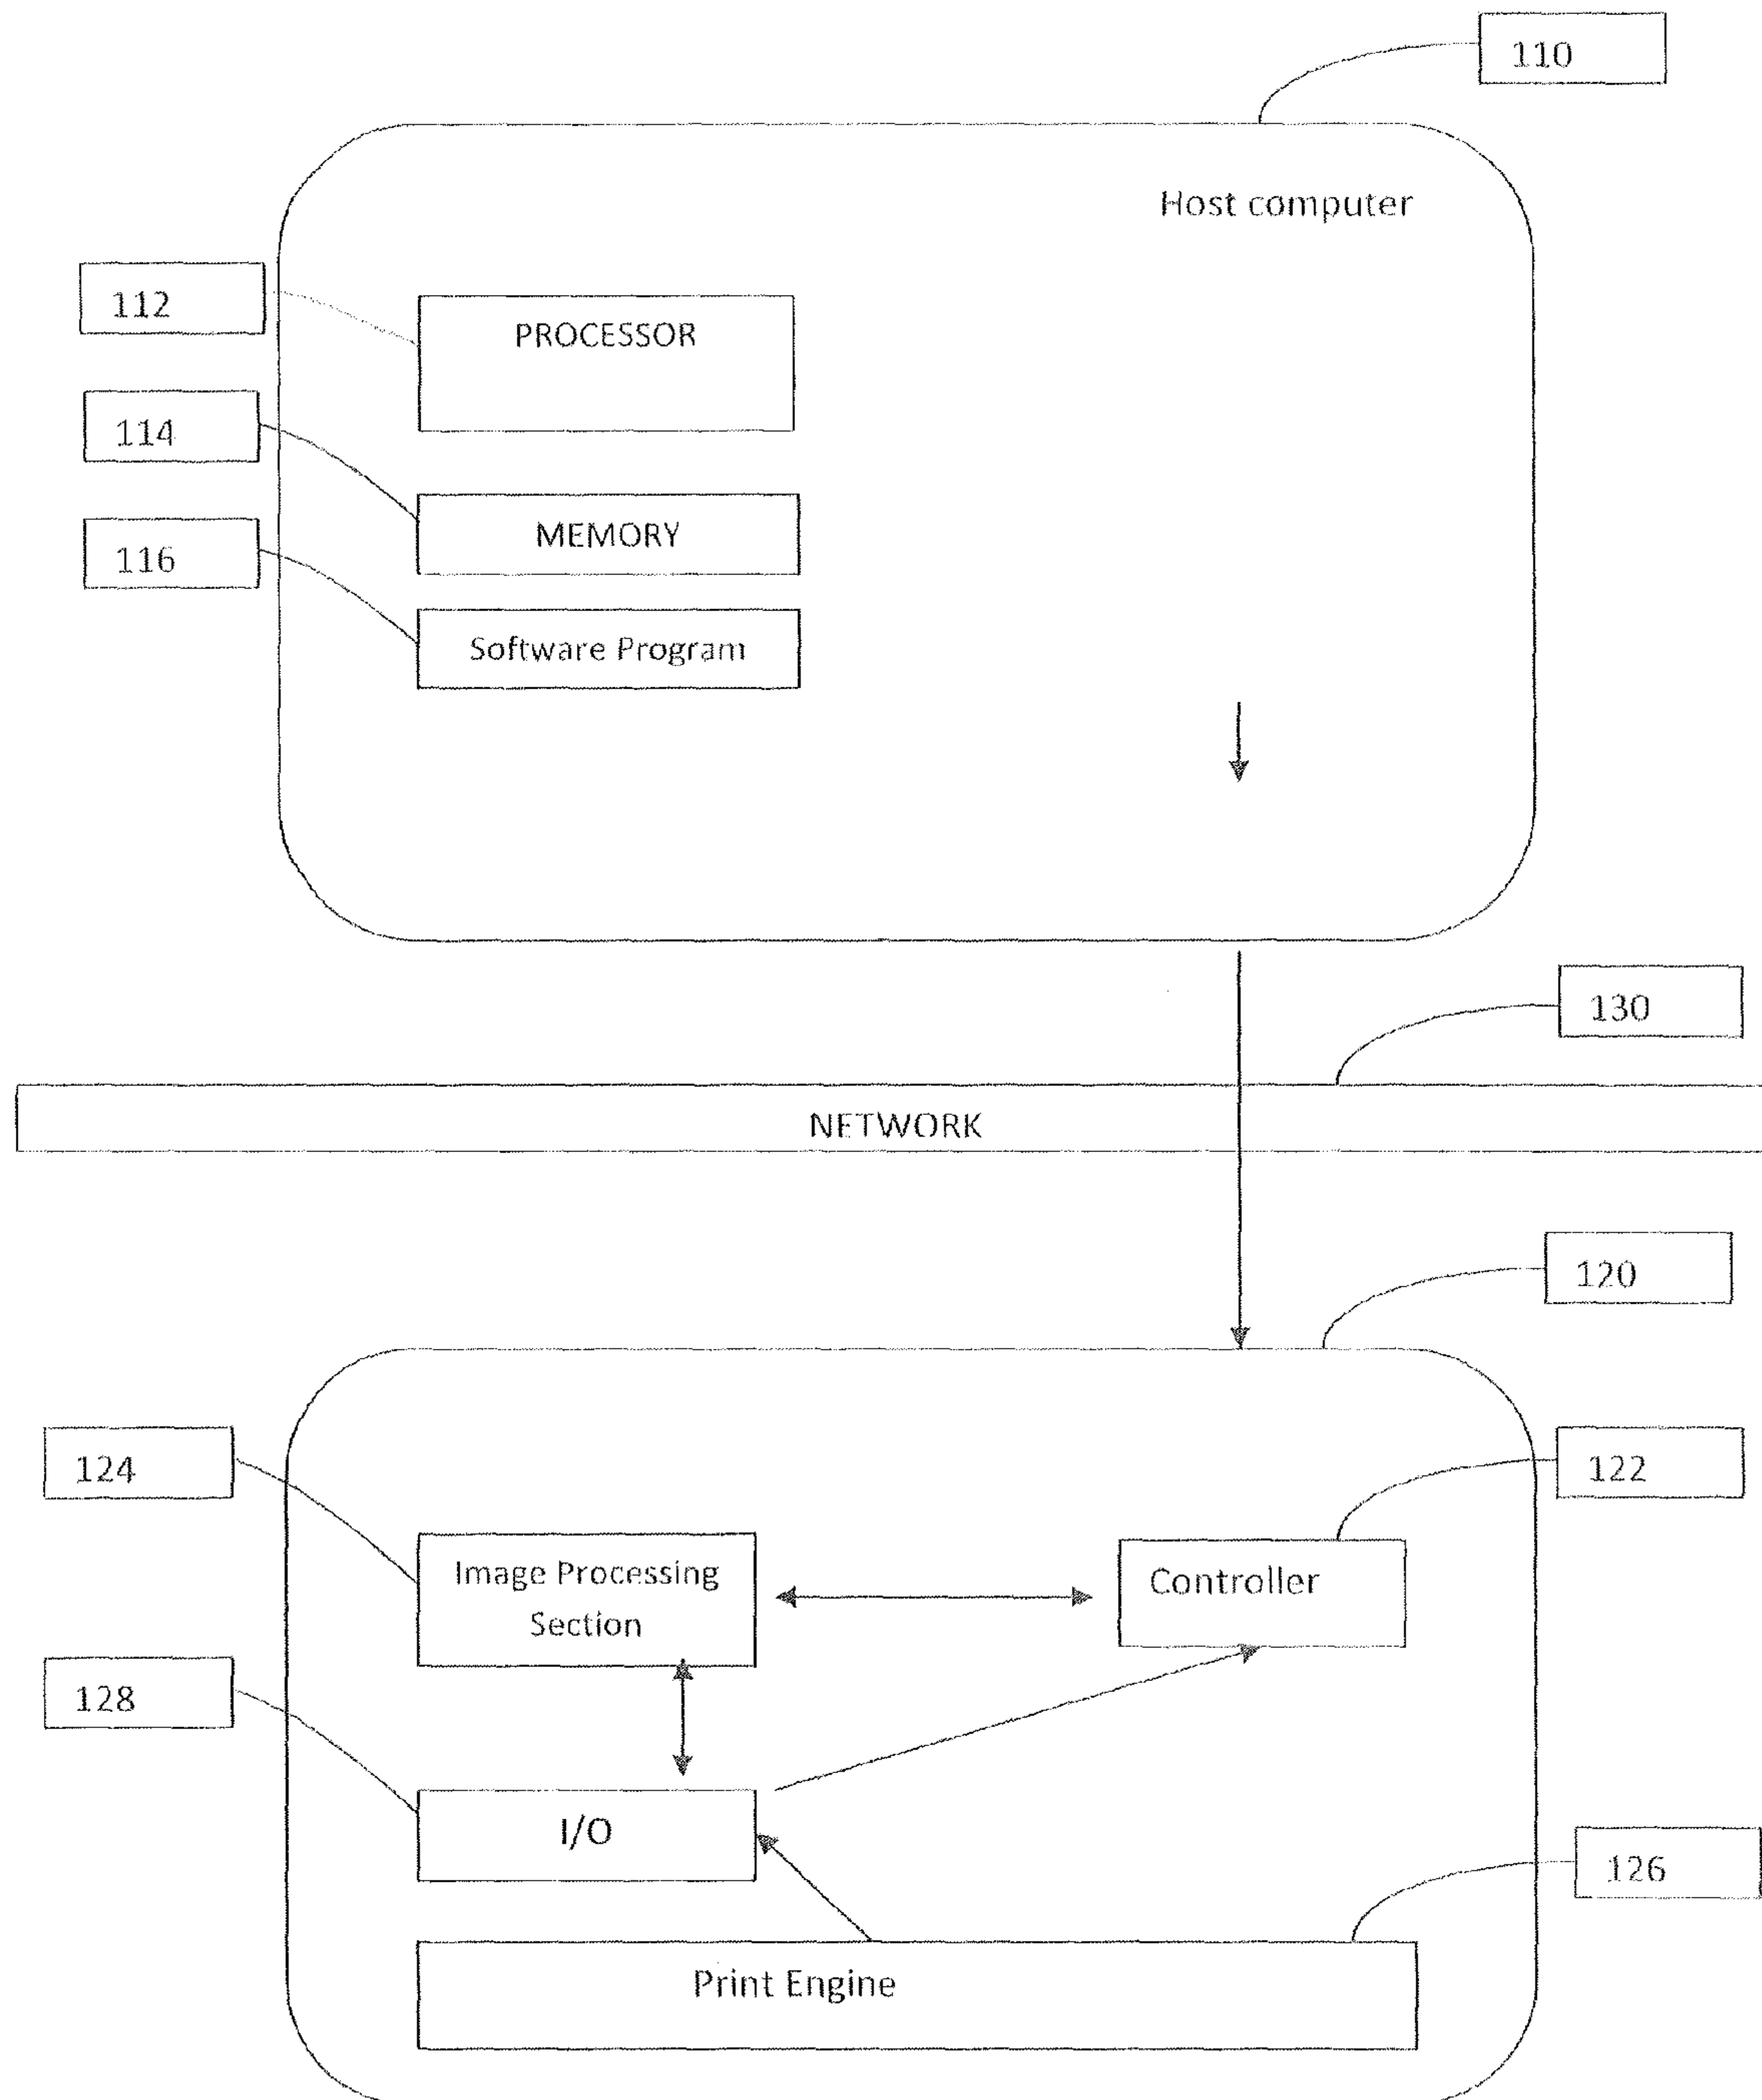 110
Host computer
112
PROCESSOR
114
MEMORY
116
Software Program
130
NETWORK
120
124
122
Image Processing
Section
Controller
128
I/O
126
Print Engine